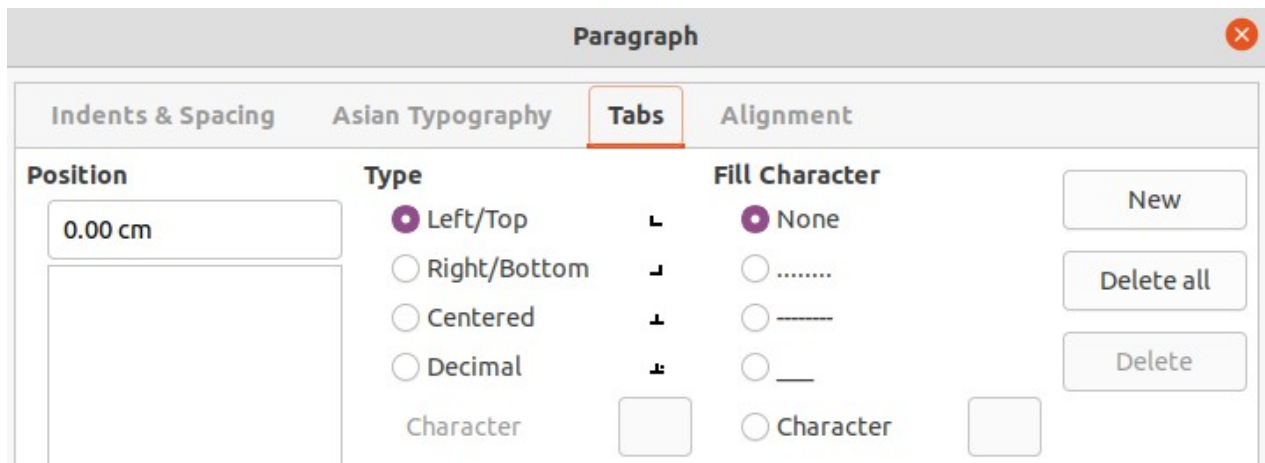 Paragraph
Indents & Spacing Asian Typography Tabs Alignment
Position Type Fill Character
New
0.00 cm Left/Top None
Right/Bottom ........ Delete all
Centered --------
Decimal ___ Delete
Character Character